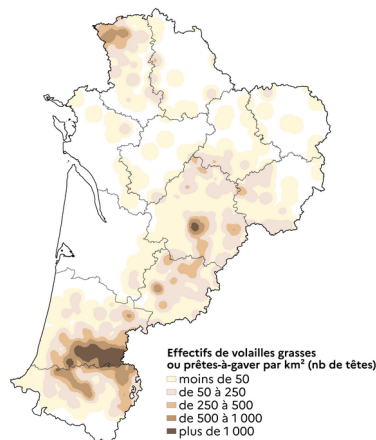 Effectifs de volailles grasses
ou prêtes-à-gaver par km² (nb de têtes)
moins de 50
de 50 à 250
de 250 à 500
de 500 à 1 000
plus de 1 000